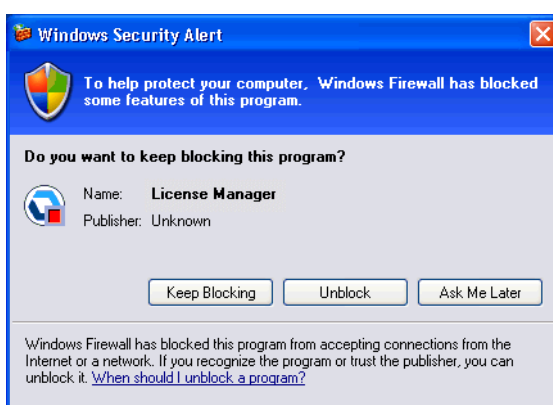 Windows Security Alert
To help protect your computer, Windows Firewall has blocked
some features of this program.
Do you want to keep blocking this program?
Name: License Manager
Publisher: Unknown
Keep Blocking Unblock Ask Me Later
Windows Firewall has blocked this program from accepting connections from the
Internet or a network. If you recognize the program or trust the publisher, you can
unblock it. When should I unblock a program?